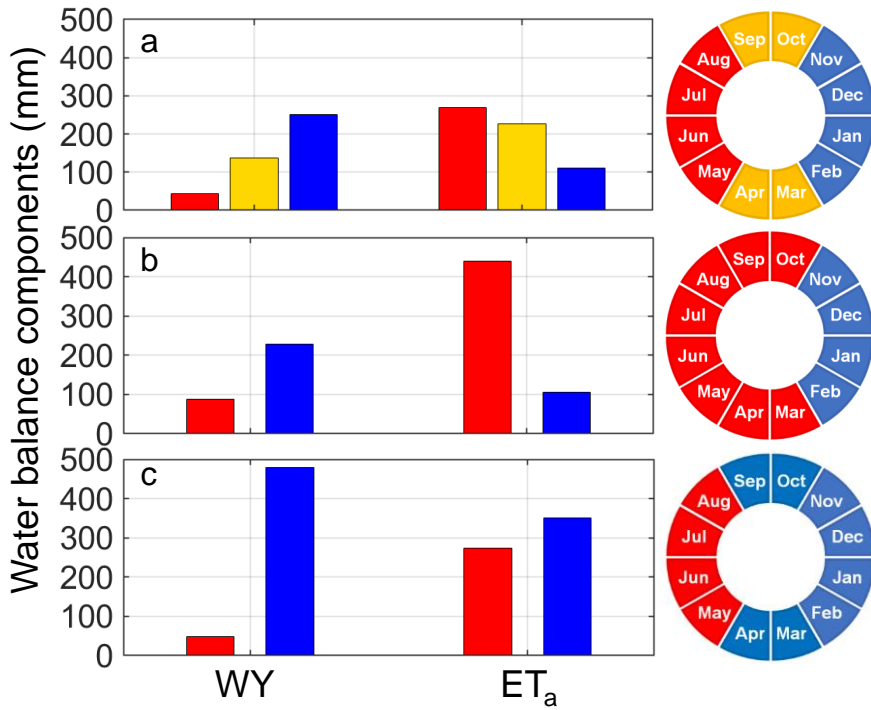 Water balance components (mm)
a
500
400
300
200
100
0
b
500
400
300
200
100
0
c
500
400
300
200
100
0
WY
ETa
Sep Oct
Aug Nov
Jul Dec
Jun Jan
May Feb
Apr Mar
Sep Oct
Aug Nov
Jul Dec
Jun Jan
May Feb
Apr Mar
Sep Oct
Aug Nov
Jul Dec
Jun Jan
May Feb
Apr Mar